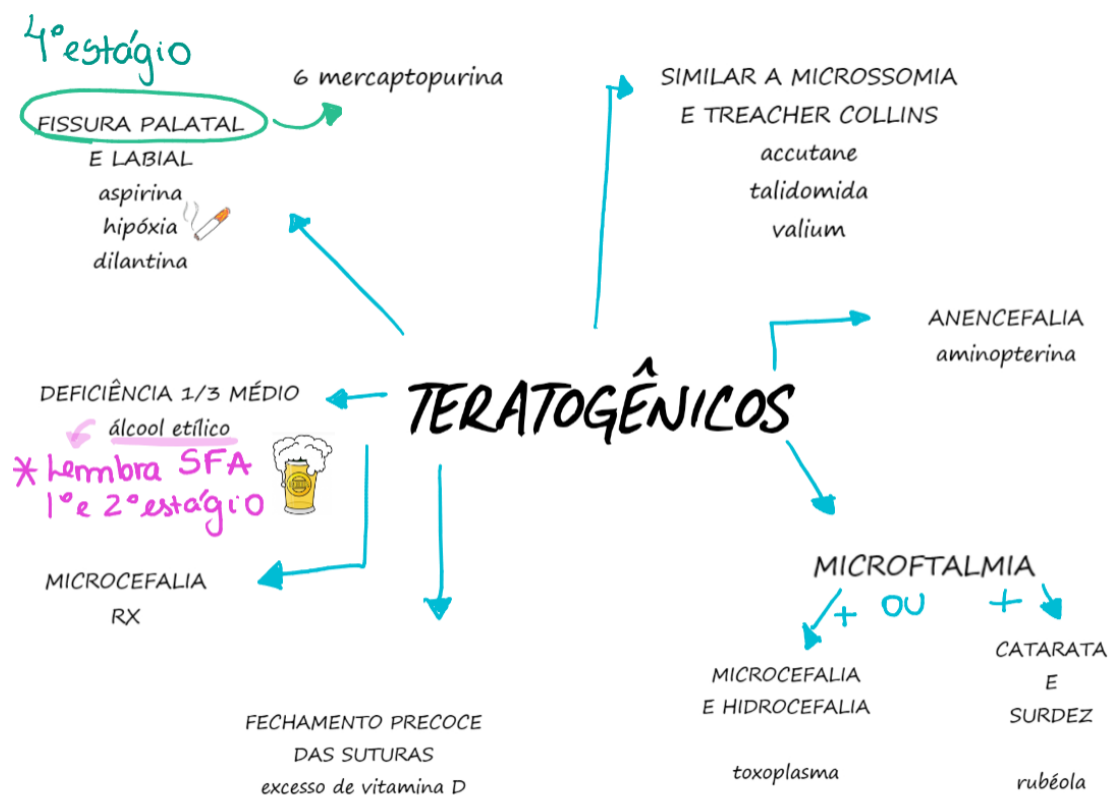 4º estágio
FISSURA PALATAL
E LABIAL
aspirina
hipóxia
dilantina
6 mercaptopurina
SIMILAR A MICROSSOMIA
E TREACHER COLLINS
accutane
talidomida
valium
ANENCEFALIA
aminopterina
TERATOGÊNICOS
DEFICIÊNCIA 1/3 MÉDIO
álcool etílico
* Lembra SFA
1º e 2º estágio
MICROCEFALIA
RX
FECHAMENTO PRECOCE
DAS SUTURAS
excesso de vitamina D
MICROFTALMIA
+ OU +
MICROCEFALIA
E HIDROCEFALIA
toxoplasma
CATARATA
E
SURDEZ
rubéola